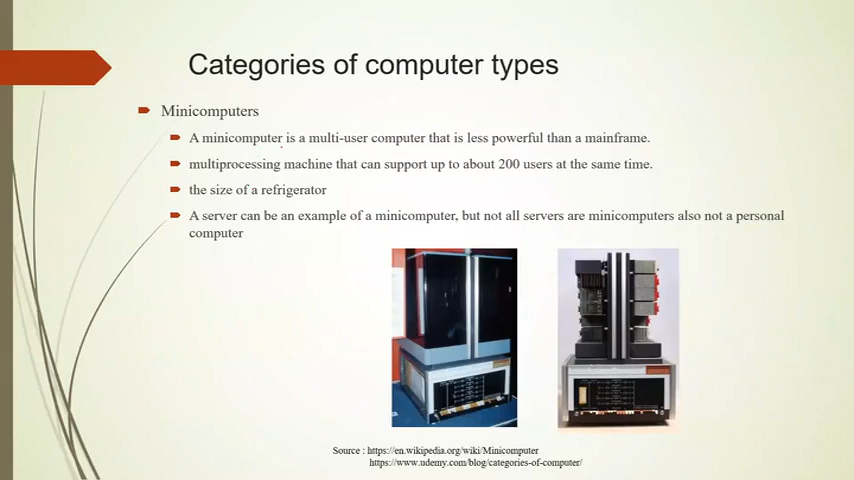 Categories of computer types
Minicomputers
A minicomputer is a multi-user computer that is less powerful than a mainframe.
multiprocessing machine that can support up to about 200 users at the same time.
the size of a refrigerator
A server can be an example of a minicomputer, but not all servers are minicomputers also not a personal
computer
Source : https://en.wikipedia.org/wiki/Minicomputer
https://www.udemy.com/blog/categories-of-computer/